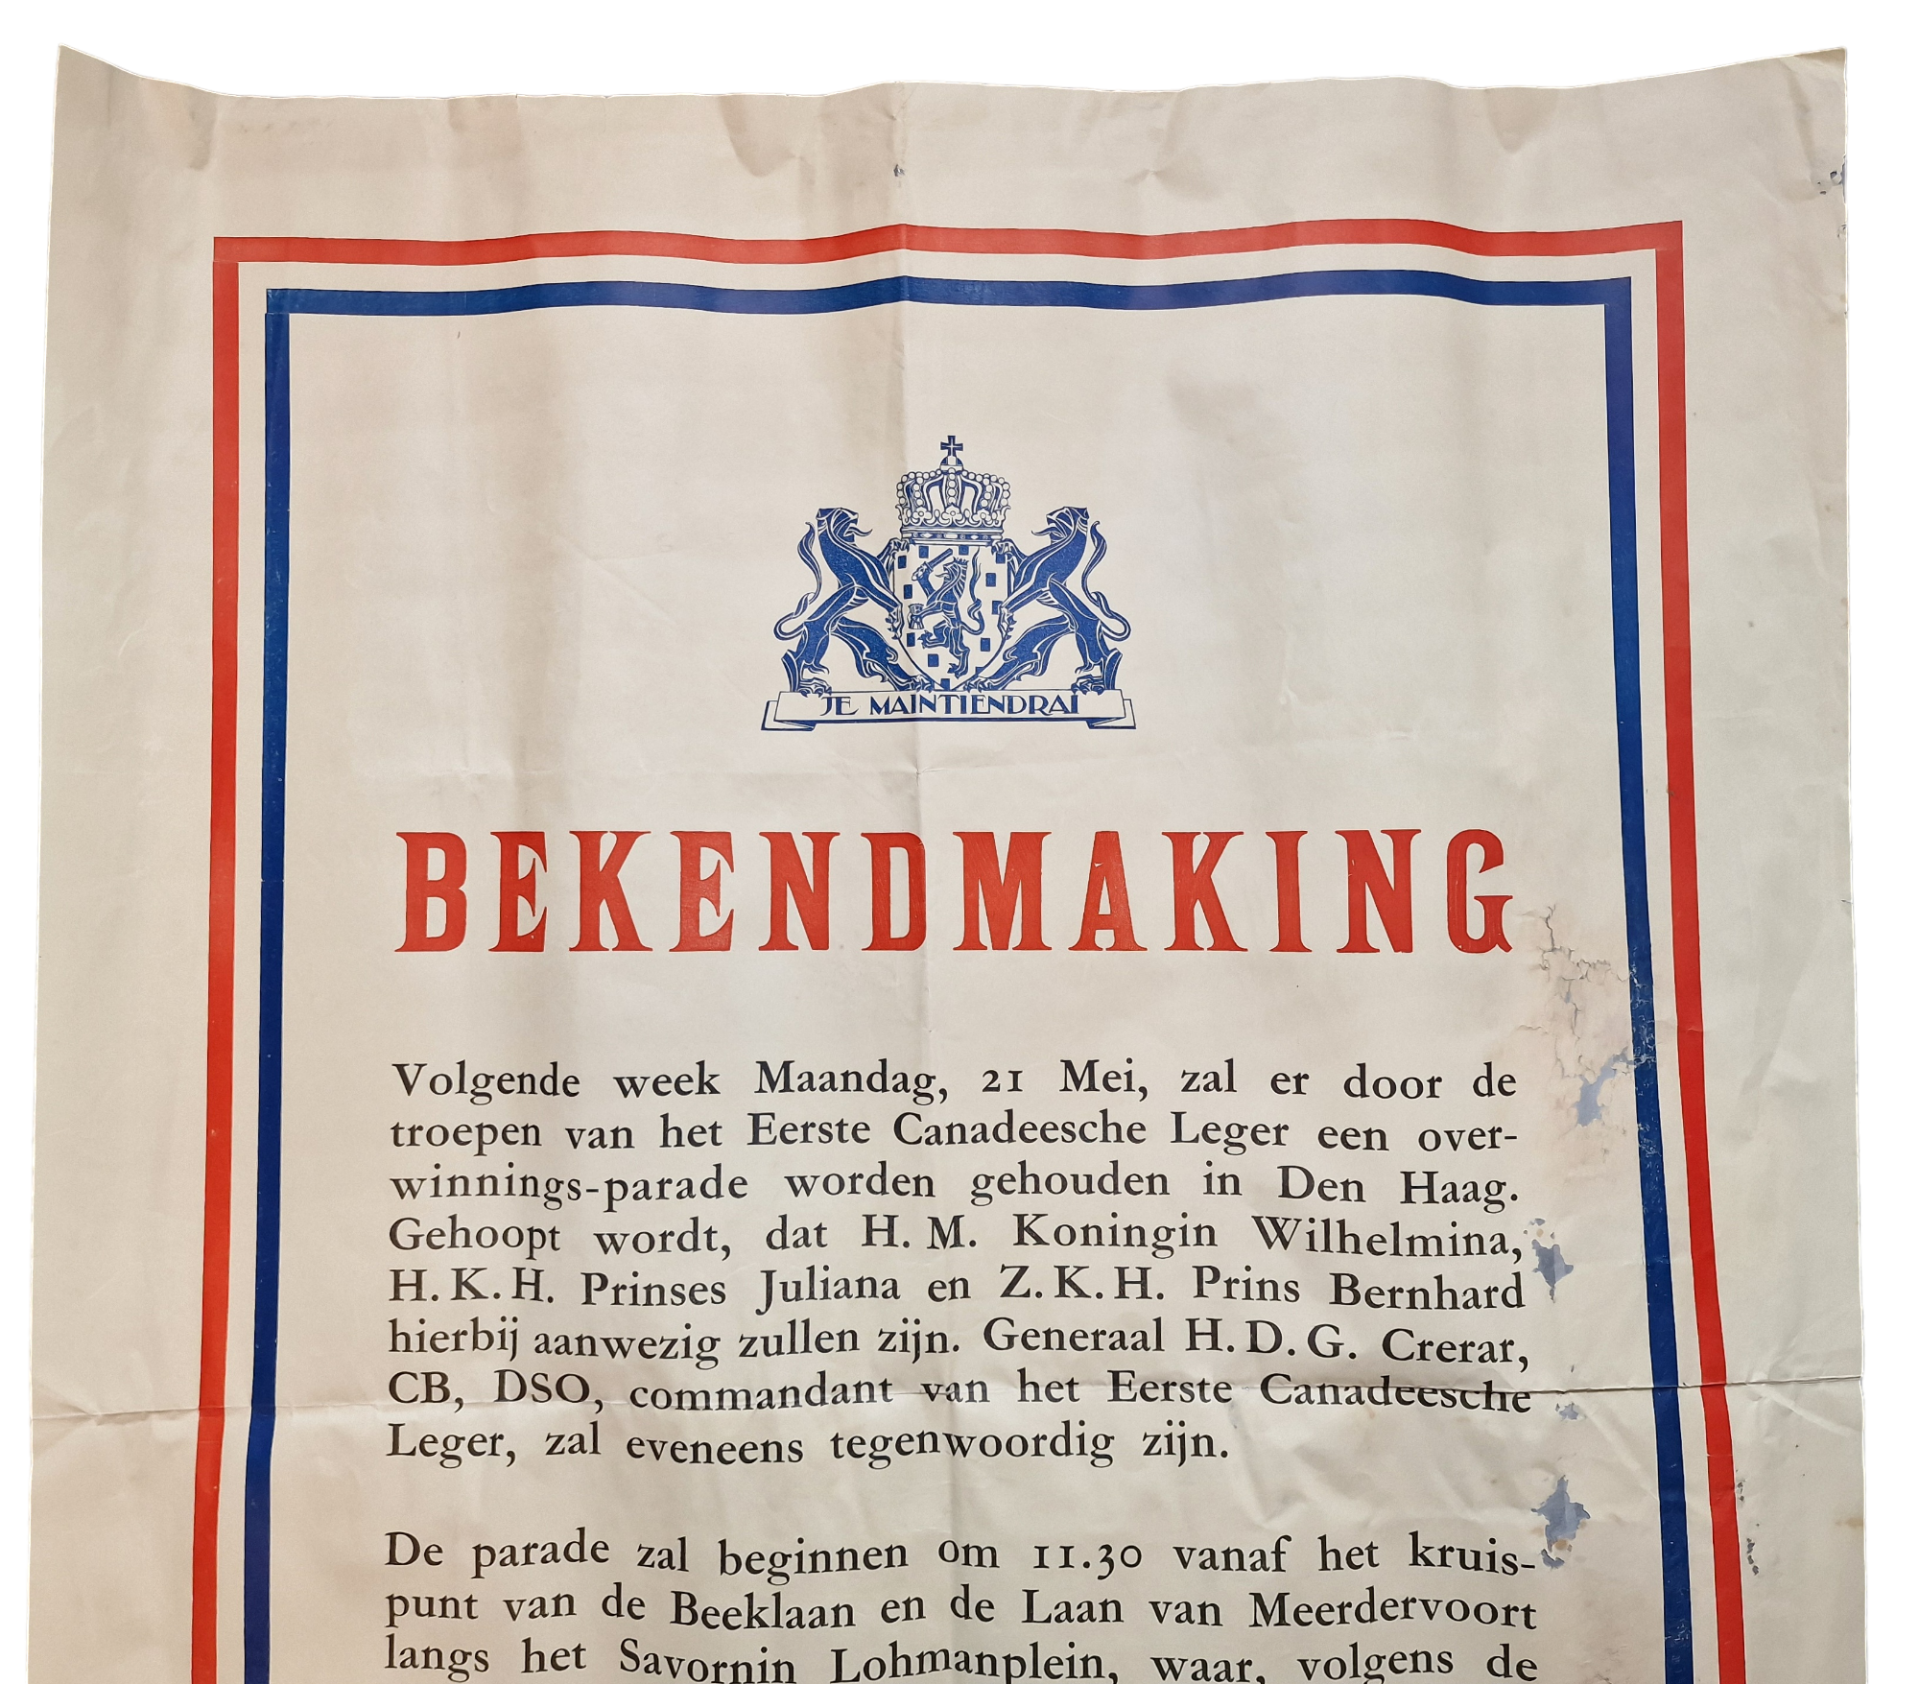 JE MAINTIENDRAI
BEKENDMAKING
Volgende week Maandag, 21 Mei, zal er door de
troepen van het Eerste Canadeesche Leger een over-
winnings-parade worden gehouden in Den Haag.
Gehoopt wordt, dat H. M. Koningin Wilhelmina,
H. K. H. Prinses Juliana en Z. K. H. Prins Bernhard
hierbij aanwezig zullen zijn. Generaal H. D. G. Crerar,
CB, DSO, commandant van het Eerste Canadeesche
Leger, zal eveneens tegenwoordig zijn.
De parade zal beginnen om 11.30 vanaf het kruis-
punt van de Beeklaan en de Laan van Meerdervoort
langs het Savornin Lohmanplein, waar, volgens de